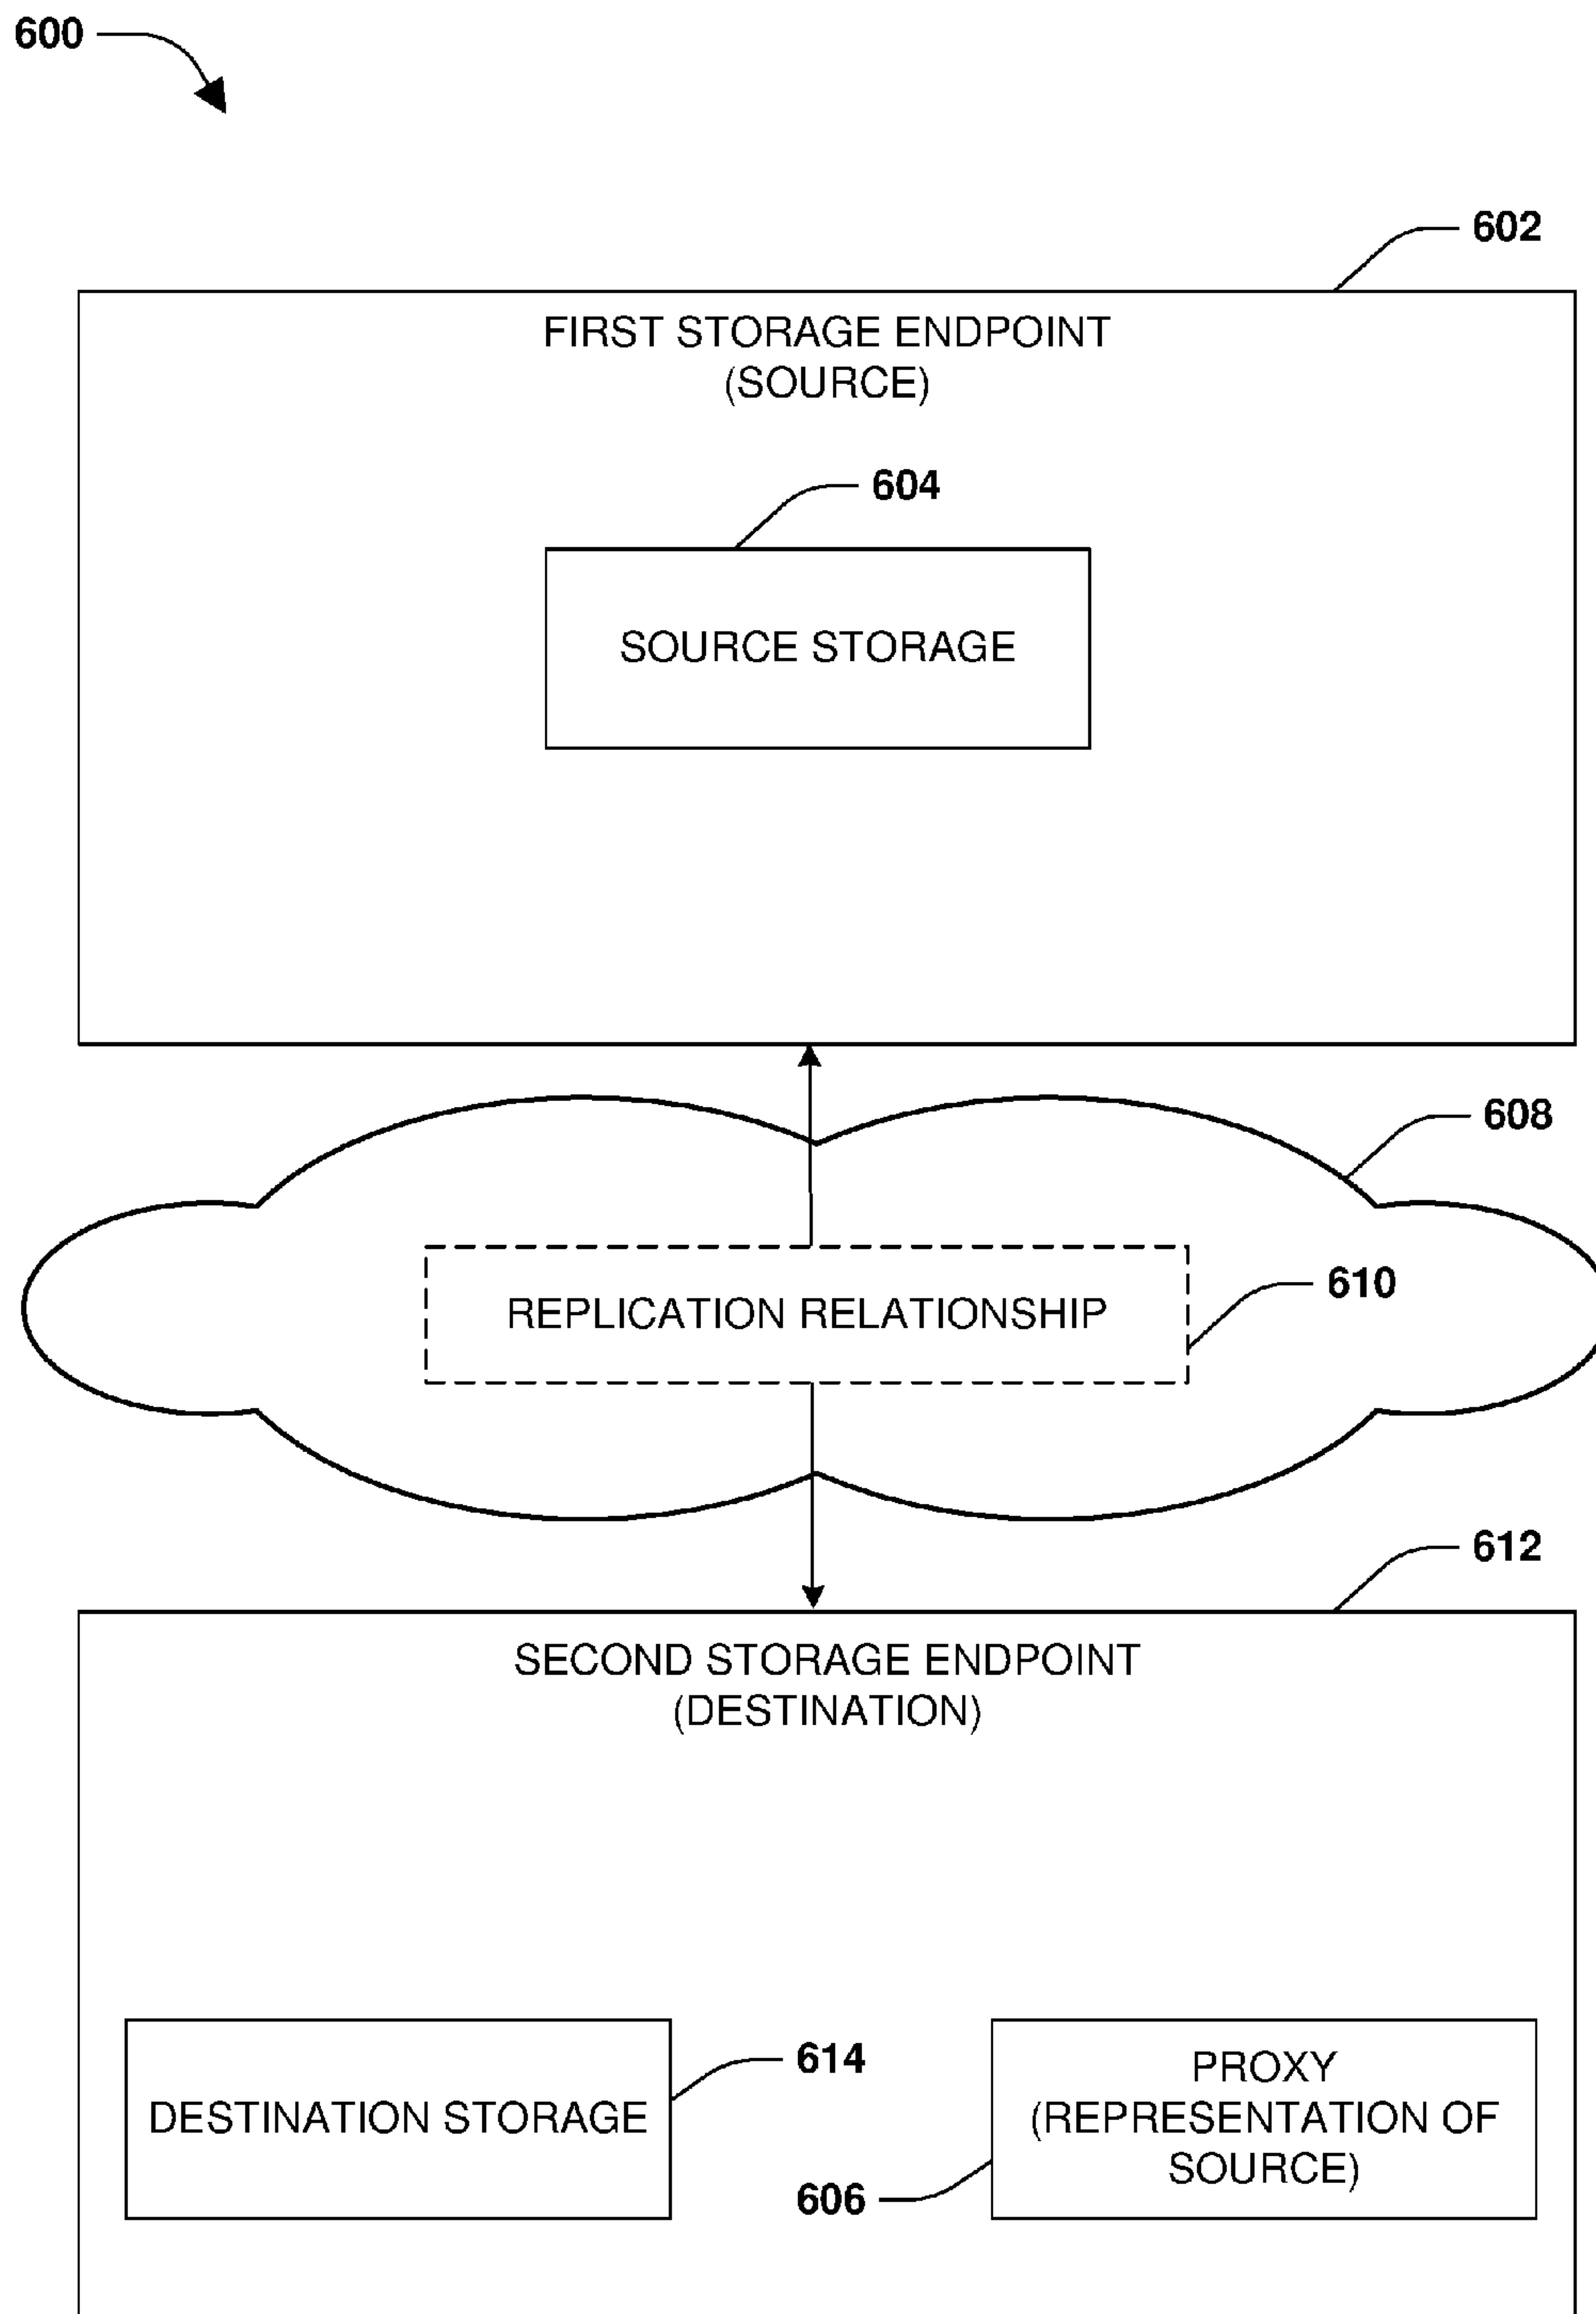 600
602
FIRST STORAGE ENDPOINT
(SOURCE)
604
SOURCE STORAGE
608
610
REPLICATION RELATIONSHIP
612
SECOND STORAGE ENDPOINT
(DESTINATION)
614
DESTINATION STORAGE
PROXY
(REPRESENTATION OF
SOURCE)
606